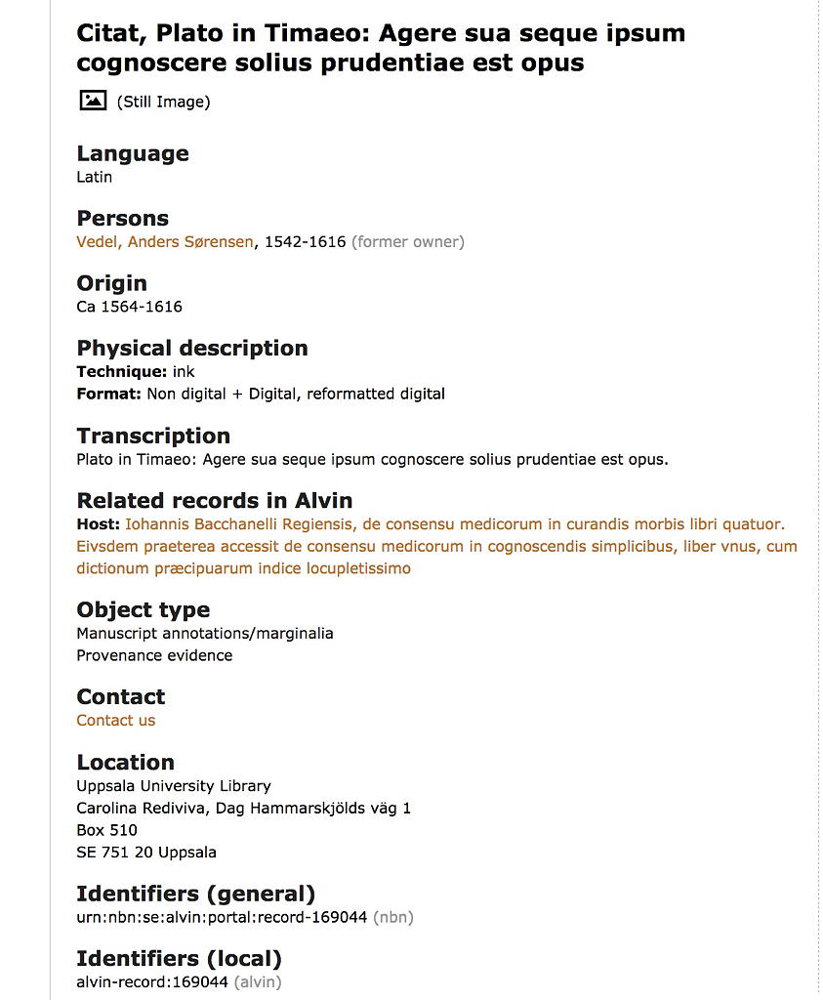 Citat, Plato in Timaeo: Agere sua seque ipsum
cognoscere solius prudentiae est opus
(Still Image)
Language
Latin
Persons
Vedel, Anders Sørensen, 1542-1616 (former owner)
Origin
Ca 1564-1616
Physical description
Technique: ink
Format: Non digital + Digital, reformatted digital
Transcription
Plato in Timaeo: Agere sua seque ipsum cognoscere solius prudentiae est opus.
Related records in Alvin
Host: Iohannis Bacchanelli Regiensis, de consensu medicorum in curandis morbis libri quatuor.
Eivsdem praeterea accessit de consensu medicorum in cognoscendis simplicibus, liber vnus, cum
dictionum præcipuarum indice locupletissimo
Object type
Manuscript annotations/marginalia
Provenance evidence
Contact
Contact us
Location
Uppsala University Library
Carolina Rediviva, Dag Hammarskjölds väg 1
Box 510
SE 751 20 Uppsala
Identifiers (general)
urn:nbn:se:alvin:portal:record-169044 (nbn)
Identifiers (local)
alvin-record:169044 (alvin)